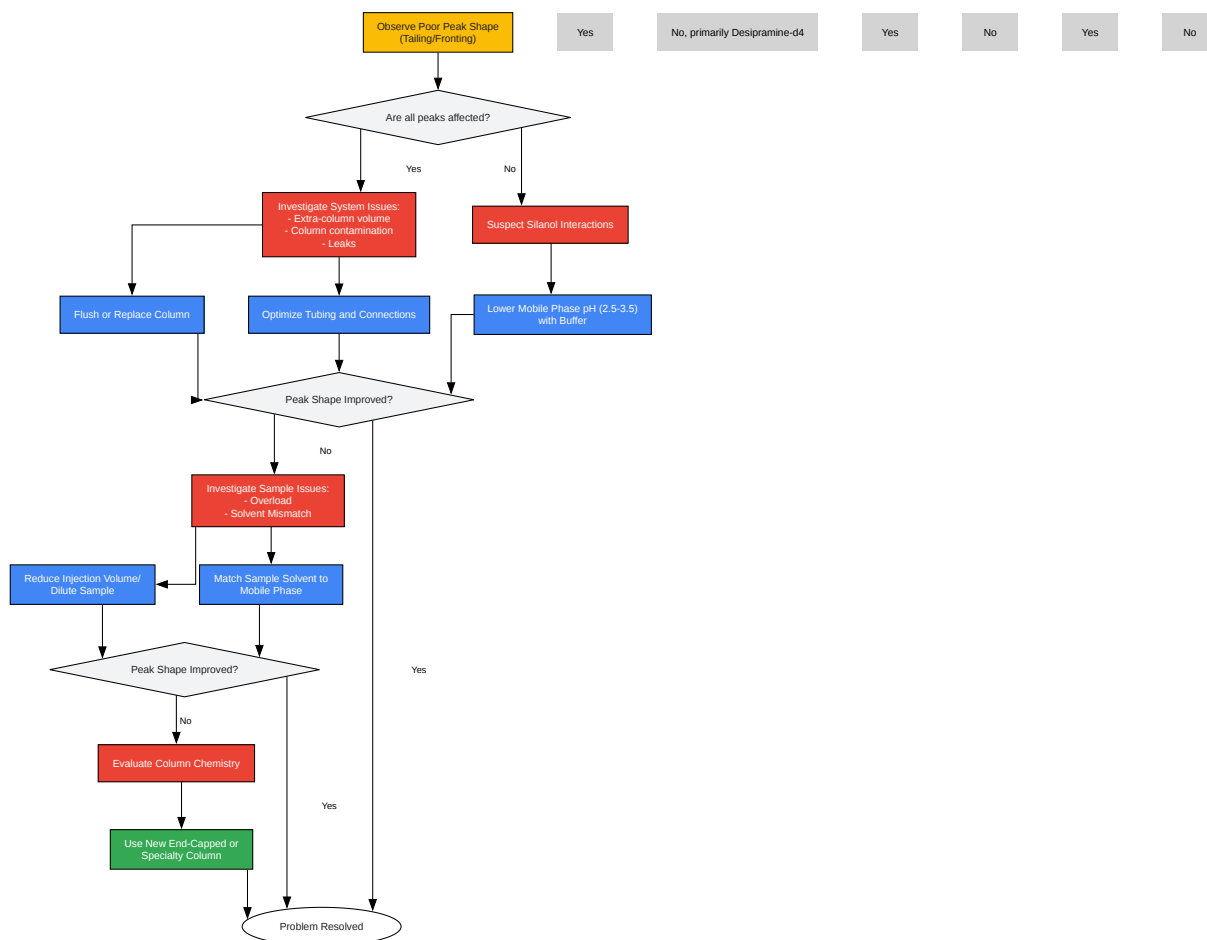 Observe Poor Peak Shape
(Tailing/Fronting)
Yes
No, primarily Desipramine-d4
Yes
No
Yes
No
Are all peaks affected?
Yes
No
Investigate System Issues:
- Extra-column volume
- Column contamination
- Leaks
Suspect Silanol Interactions
Flush or Replace Column
Optimize Tubing and Connections
Lower Mobile Phase pH (2.5-3.5)
with Buffer
Peak Shape Improved?
No
Investigate Sample Issues:
- Overload
- Solvent Mismatch
Reduce Injection Volume/
Dilute Sample
Match Sample Solvent to
Mobile Phase
Peak Shape Improved?
Yes
No
Evaluate Column Chemistry
Yes
Use New End-Capped or
Specialty Column
Problem Resolved